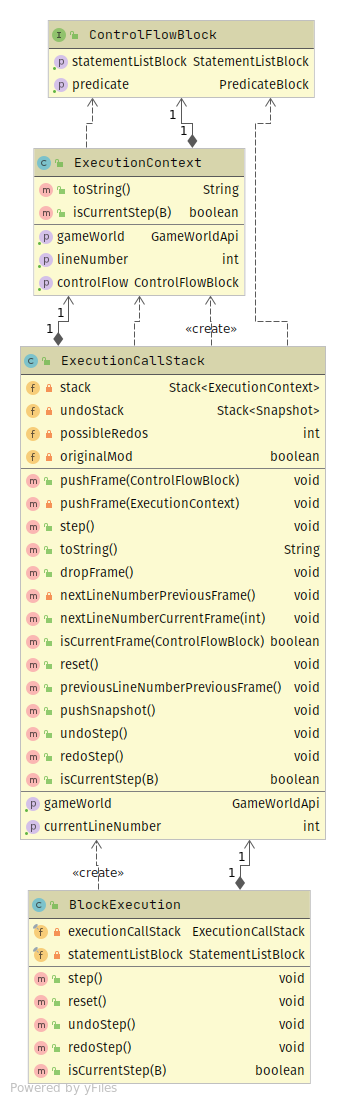 I ControlFlowBlock
p statementListBlock StatementListBlock
p predicate PredicateBlock
1
1
C ExecutionContext
m toString() String
m isCurrentStep(B) boolean
p gameWorld GameWorldApi
p lineNumber int
p controlFlow ControlFlowBlock
1
1
«create»
C ExecutionCallStack
f stack Stack<ExecutionContext>
f undoStack Stack<Snapshot>
f possibleRedos int
f originalMod boolean
m pushFrame(ControlFlowBlock) void
m pushFrame(ExecutionContext) void
m step() void
m toString() String
m dropFrame() void
m nextLineNumberPreviousFrame() void
m nextLineNumberCurrentFrame(int) void
m isCurrentFrame(ControlFlowBlock) boolean
m reset() void
m previousLineNumberPreviousFrame() void
m pushSnapshot() void
m undoStep() void
m redoStep() void
m isCurrentStep(B) boolean
p gameWorld GameWorldApi
p currentLineNumber int
1
«create»
1
C BlockExecution
f executionCallStack ExecutionCallStack
f statementListBlock StatementListBlock
m step() void
m reset() void
m undoStep() void
m redoStep() void
m isCurrentStep(B) boolean
Powered by yFiles